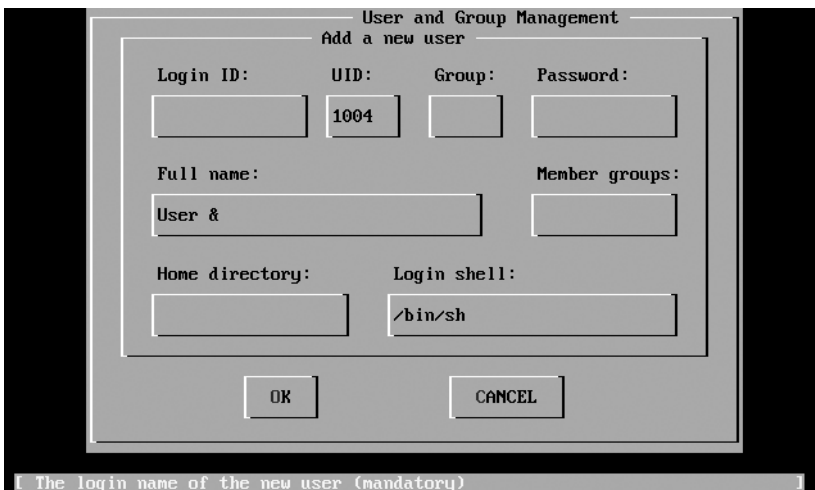 User and Group Management
Add a new user
Login ID: UID: Group: Password:
1004
Full name: Member groups:
User &
Home directory: Login shell:
/bin/sh
OK CANCEL
[ The login name of the new user (mandatory) ]